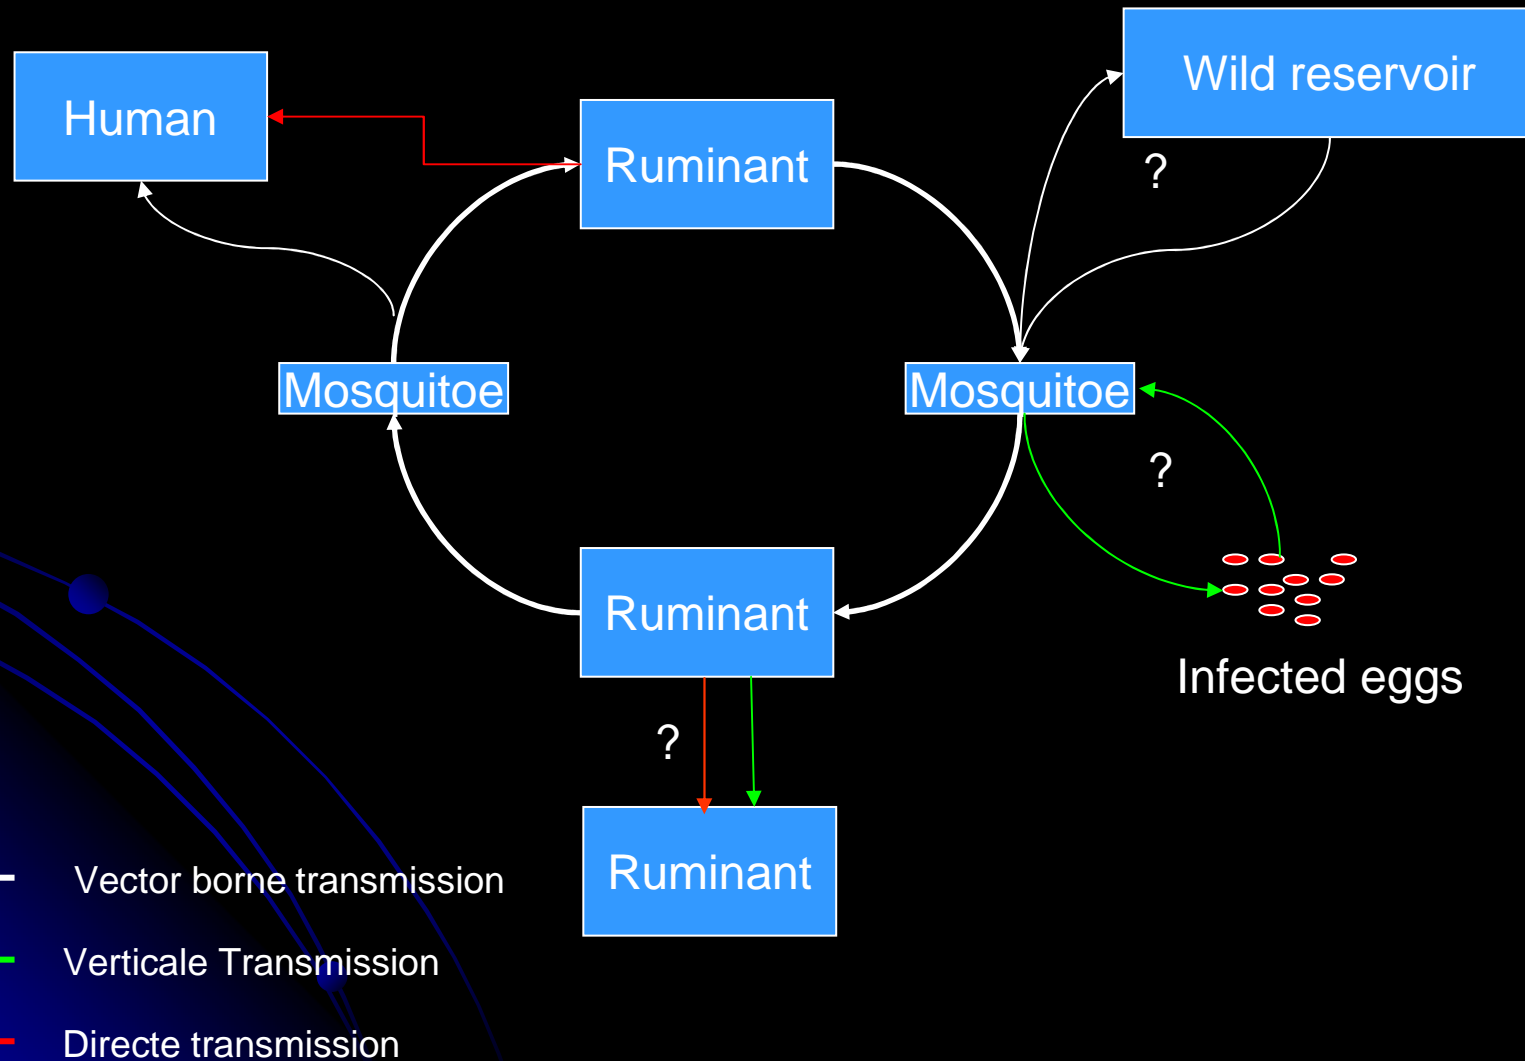 Human
Wild reservoir
Ruminant
?
Mosquitoe
Mosquitoe
?
Ruminant
Infected eggs
?
Ruminant
Vector borne transmission
Verticale Transmission
Directe transmission